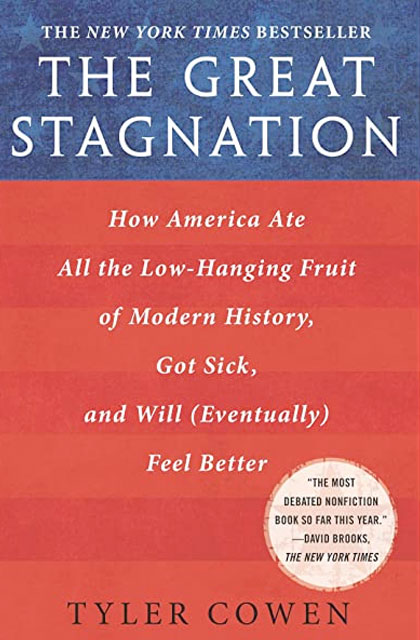 THE NEW YORK TIMES BESTSELLER
THE GREAT
STAGNATION
How America Ate
All the Low-Hanging Fruit
of Modern History,
Got Sick,
and Will (Eventually)
Feel Better
"THE MOST
DEBATED NONFICTION
BOOK SO FAR THIS YEAR."
—DAVID BROOKS,
THE NEW YORK TIMES
TYLER COWEN